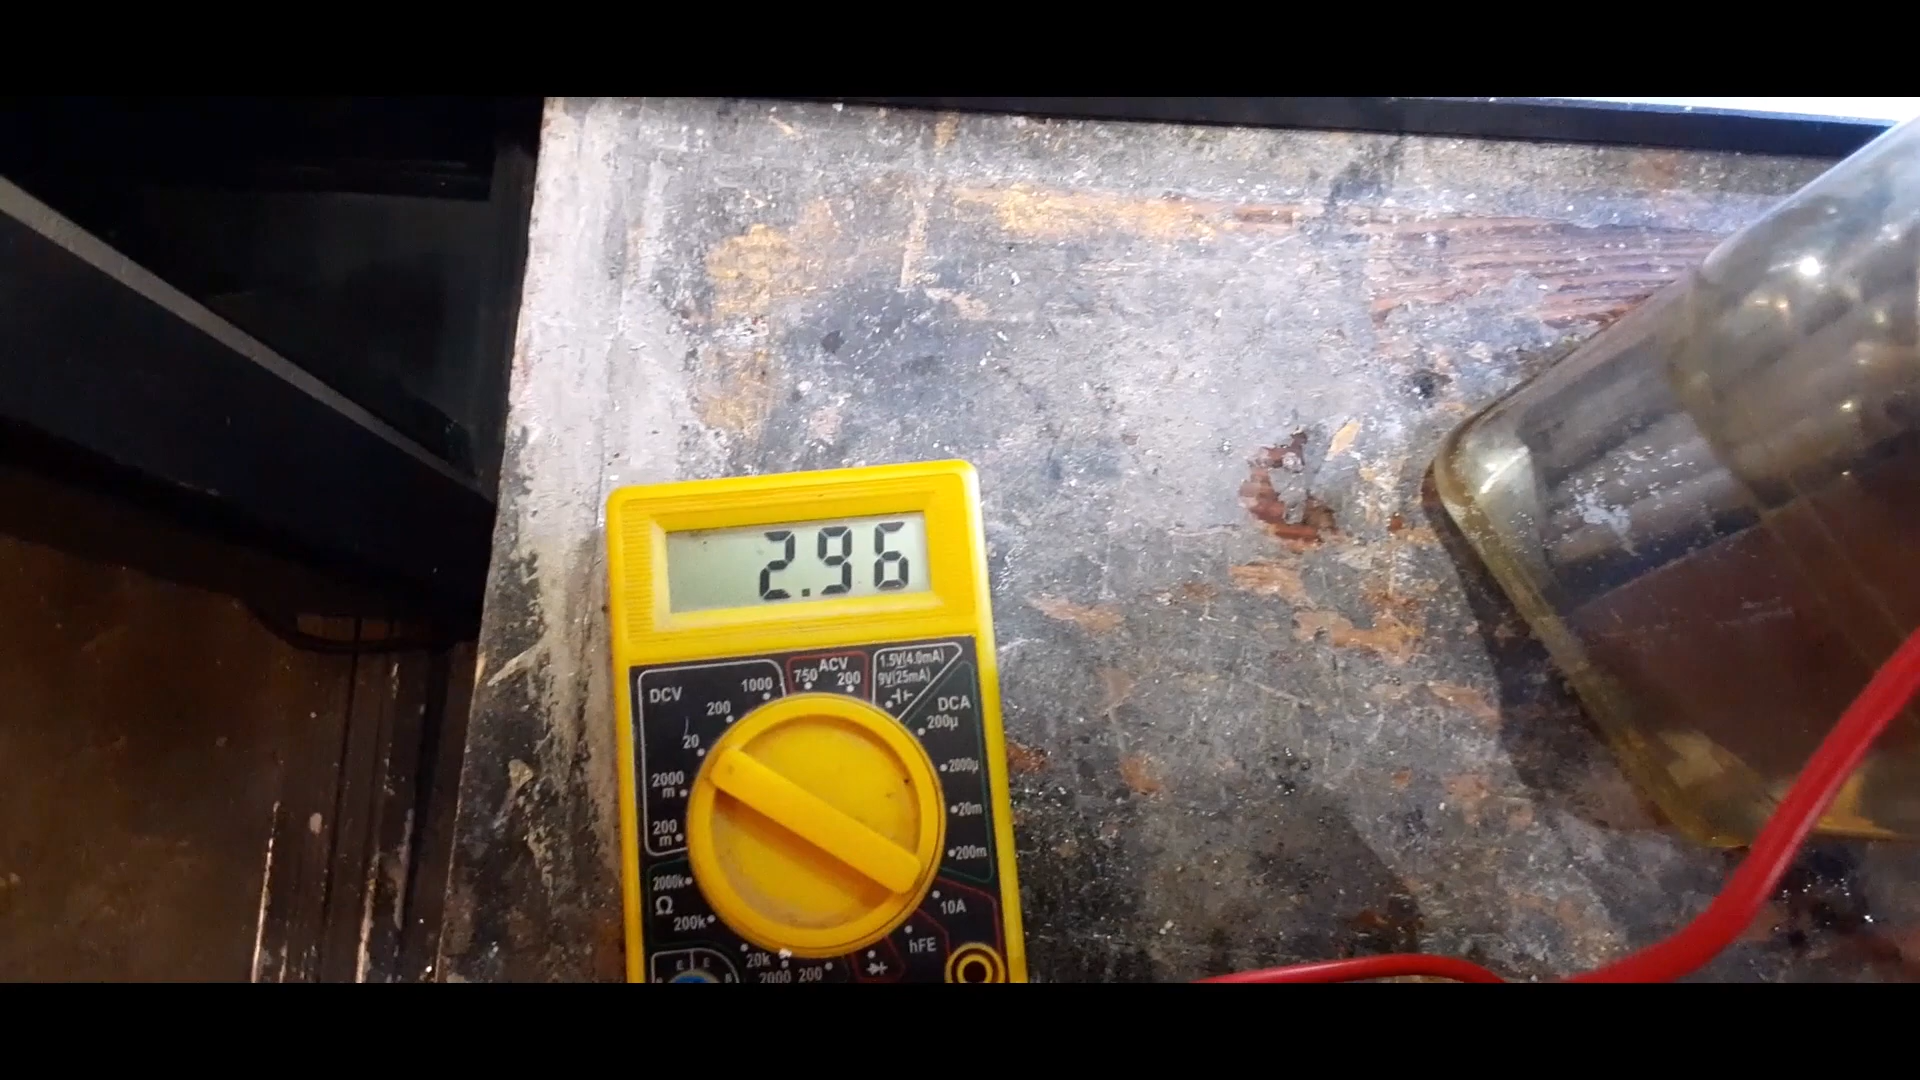 2.96
DCV
1000
750 ACV 200
1.5V(4.0mA)
9V(25mA)
200
20
2000
m
200
m
DCA
200µ
2000µ
20m
200m
10A
2000k
Ω
200k
20k
2000
200
hFE
E E
B